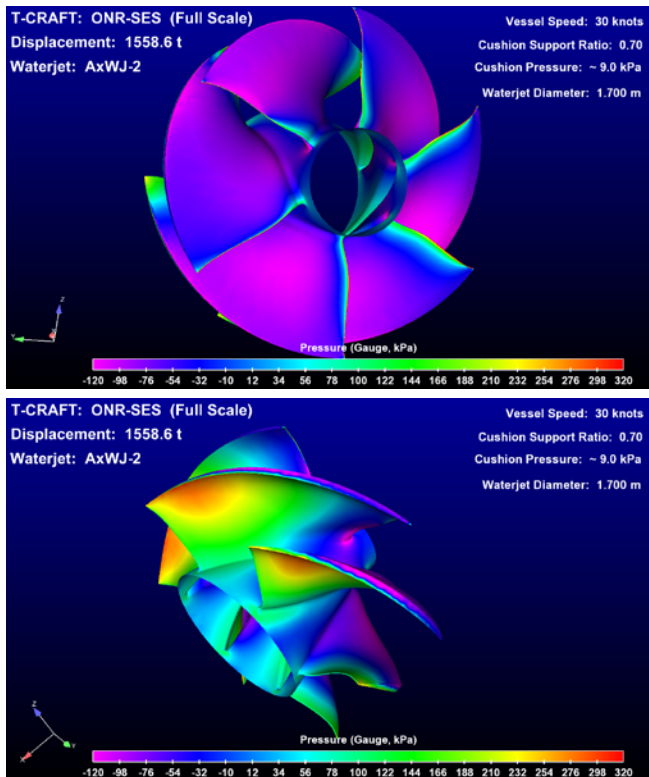 T-CRAFT: ONR-SES (Full Scale)
Displacement: 1558.6 t
Waterjet: AxWJ-2
Vessel Speed: 30 knots
Cushion Support Ratio: 0.70
Cushion Pressure: ~ 9.0 kPa
Waterjet Diameter: 1.700 m
Z
Y
X
Pressure (Gauge, kPa)
-120 -98 -76 -54 -32 -10 12 34 56 78 100 122 144 166 188 210 232 254 276 298 320
T-CRAFT: ONR-SES (Full Scale)
Displacement: 1558.6 t
Waterjet: AxWJ-2
Vessel Speed: 30 knots
Cushion Support Ratio: 0.70
Cushion Pressure: ~ 9.0 kPa
Waterjet Diameter: 1.700 m
Z
X
Y
Pressure (Gauge, kPa)
-120 -98 -76 -54 -32 -10 12 34 56 78 100 122 144 166 188 210 232 254 276 298 320